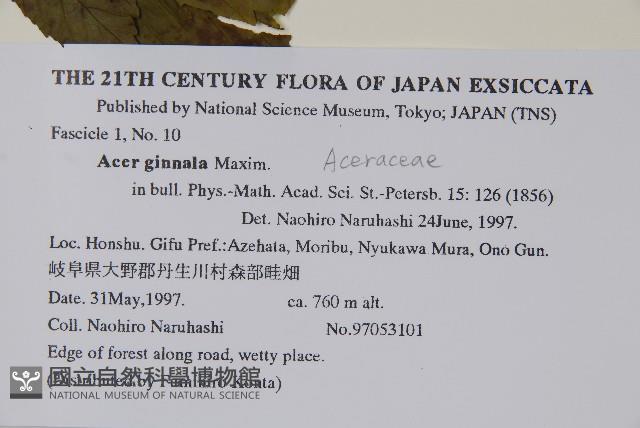 THE 21TH CENTURY FLORA OF JAPAN EXSICCATA
Published by National Science Museum, Tokyo; JAPAN (TNS)
Fascicle 1, No. 10
Acer ginnala Maxim. Aceraceae
in bull. Phys.-Math. Acad. Sci. St.-Petersb. 15: 126 (1856)
Det. Naohiro Naruhashi 24June, 1997.
Loc. Honshu. Gifu Pref.:Azehata, Moribu, Nyukawa Mura, Ono Gun.
岐阜県大野郡丹生川村森部畦畑
Date. 31May,1997. ca. 760 m alt.
Coll. Naohiro Naruhashi No.97053101
Edge of forest along road, wetty place.
(Distributed by Fumihiro Konta)
國立自然科學博物館
NATIONAL MUSEUM OF NATURAL SCIENCE